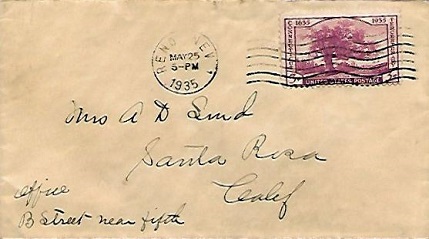 RENO NEV.
MAY 25
5-PM
1935
1635 1935
UNITED STATES POSTAGE
Mrs A D Lund
Santa Rosa
Calif
Office
B Street near fifth